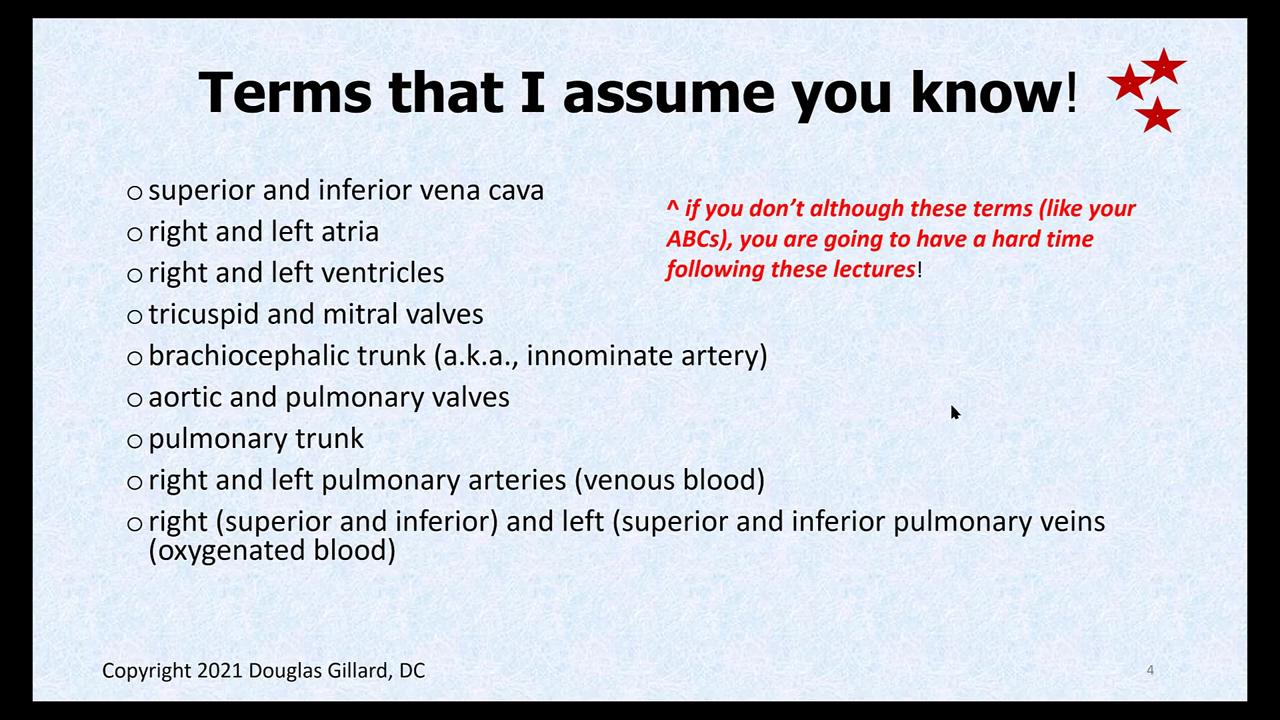 Terms that I assume you know!
o superior and inferior vena cava
o right and left atria
o right and left ventricles
o tricuspid and mitral valves
o brachiocephalic trunk (a.k.a., innominate artery)
o aortic and pulmonary valves
o pulmonary trunk
o right and left pulmonary arteries (venous blood)
o right (superior and inferior) and left (superior and inferior pulmonary veins
(oxygenated blood)
^ if you don’t although these terms (like your
ABCs), you are going to have a hard time
following these lectures!
Copyright 2021 Douglas Gillard, DC
4